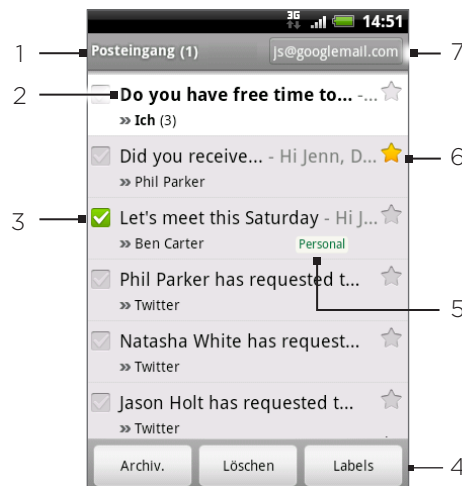 3G 14:51
1 Posteingang (1) js@googlemail.com 7
2 Do you have free time to... -...
» Ich (3)
Did you receive... - Hi Jenn, D... 6
» Phil Parker
3 Let's meet this Saturday - Hi J...
» Ben Carter Personal
Phil Parker has requested t... 5
» Twitter
Natasha White has request...
» Twitter
Jason Holt has requested t...
» Twitter
Archiv. Löschen Labels 4